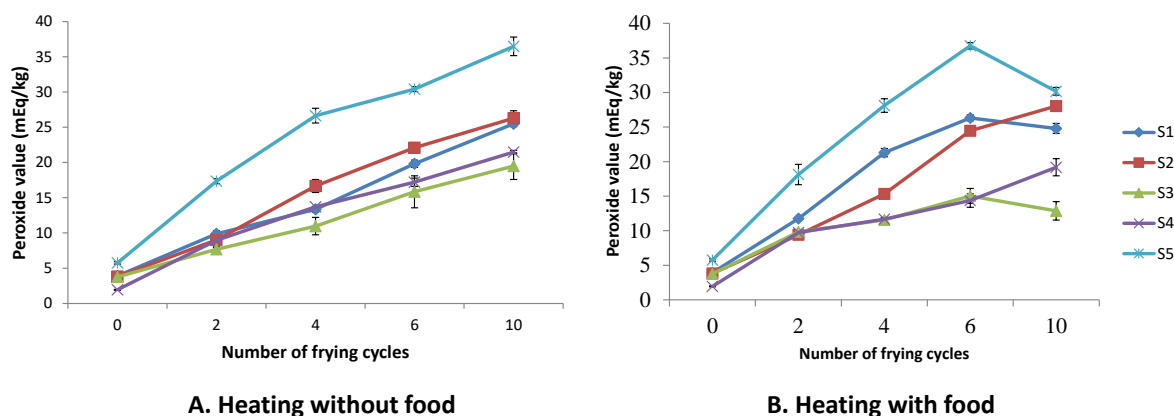 Peroxide value (mEq/kg)
40
35
30
25
20
15
10
5
0
0 2 4 6 10
Number of frying cycles
A. Heating without food
Peroxide value (mEq/kg)
40
35
30
25
20
15
10
5
0
0 2 4 6 10
Number of frying cycles
B. Heating with food
S1
S2
S3
S4
S5